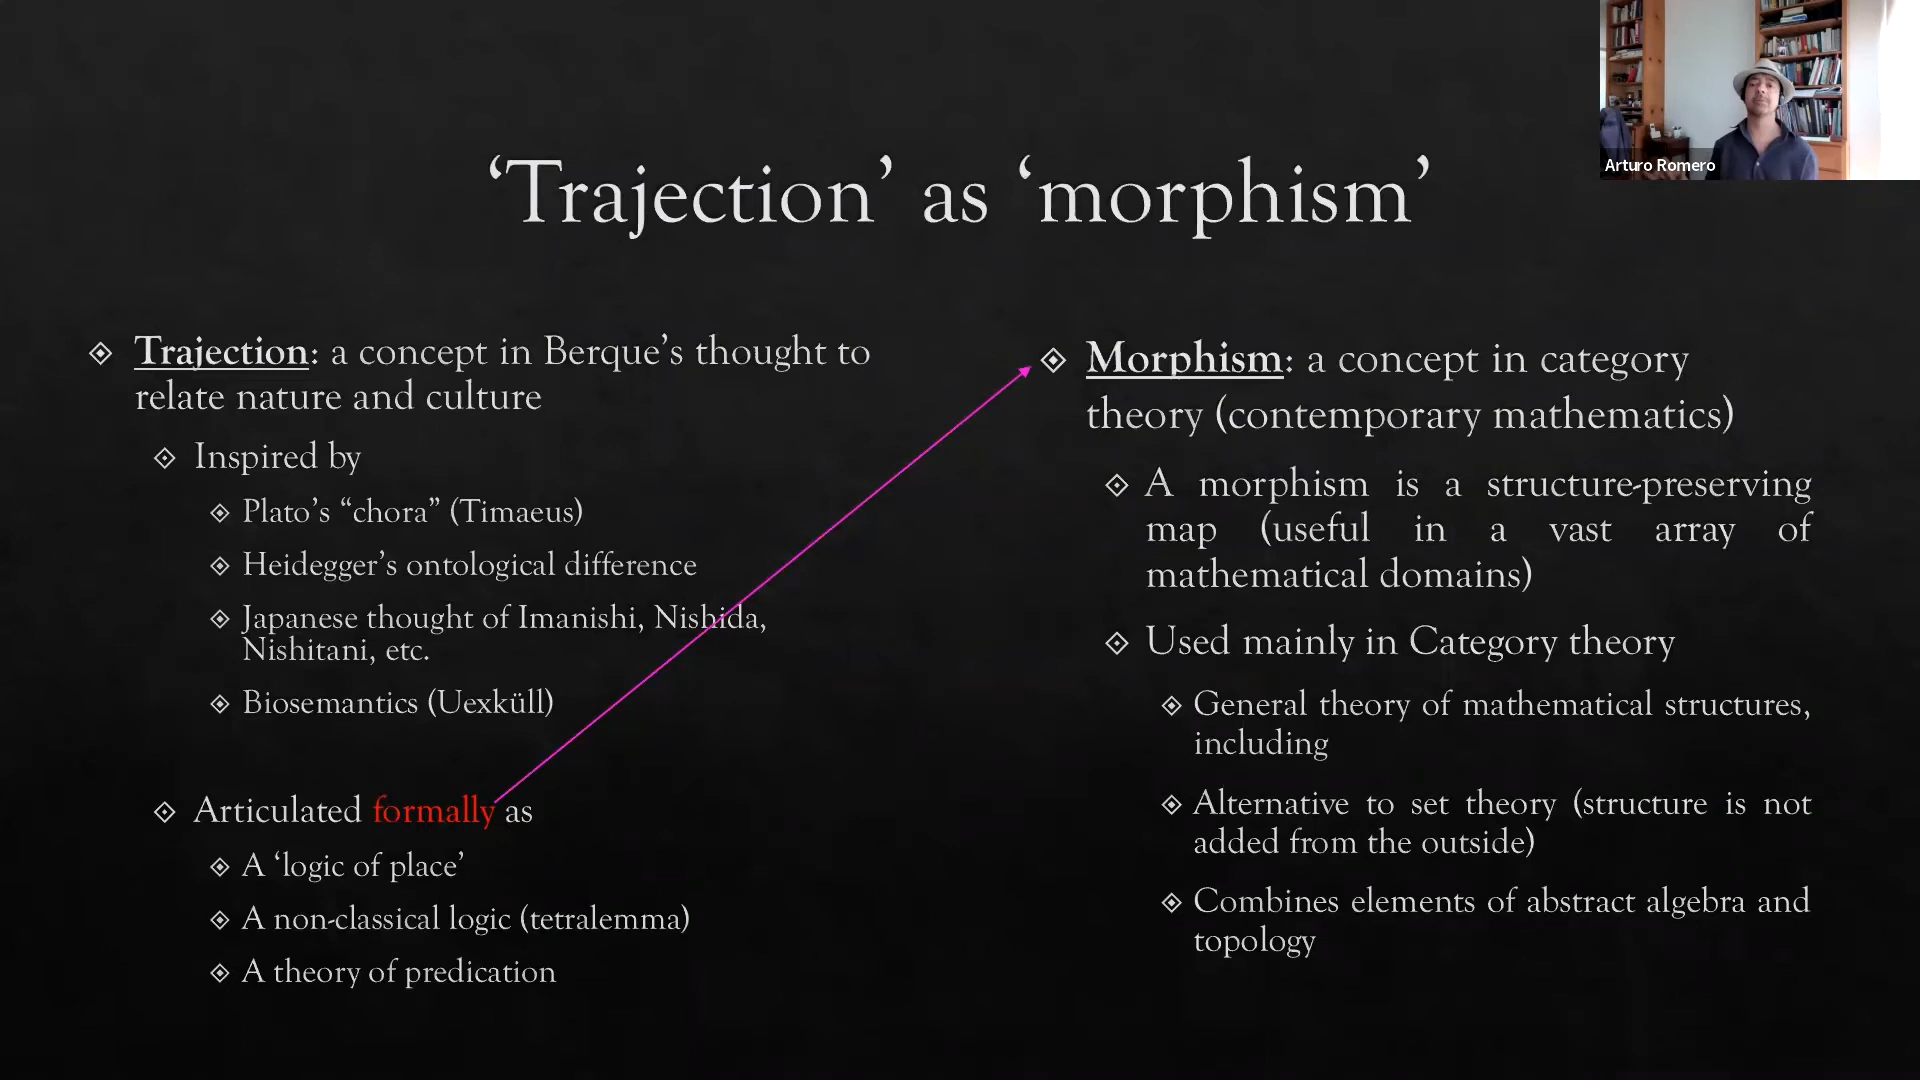 Arturo Romero
‘Trajection’ as ‘morphism’
Trajection: a concept in Berque’s thought to
relate nature and culture
Inspired by
Plato’s “chora” (Timaeus)
Heidegger’s ontological difference
Japanese thought of Imanishi, Nishida,
Nishitani, etc.
Biosemantics (Uexküll)
Articulated formally as
A ‘logic of place’
A non-classical logic (tetralemma)
A theory of predication
Morphism: a concept in category
theory (contemporary mathematics)
A morphism is a structure-preserving
map (useful in a vast array of
mathematical domains)
Used mainly in Category theory
General theory of mathematical structures,
including
Alternative to set theory (structure is not
added from the outside)
Combines elements of abstract algebra and
topology